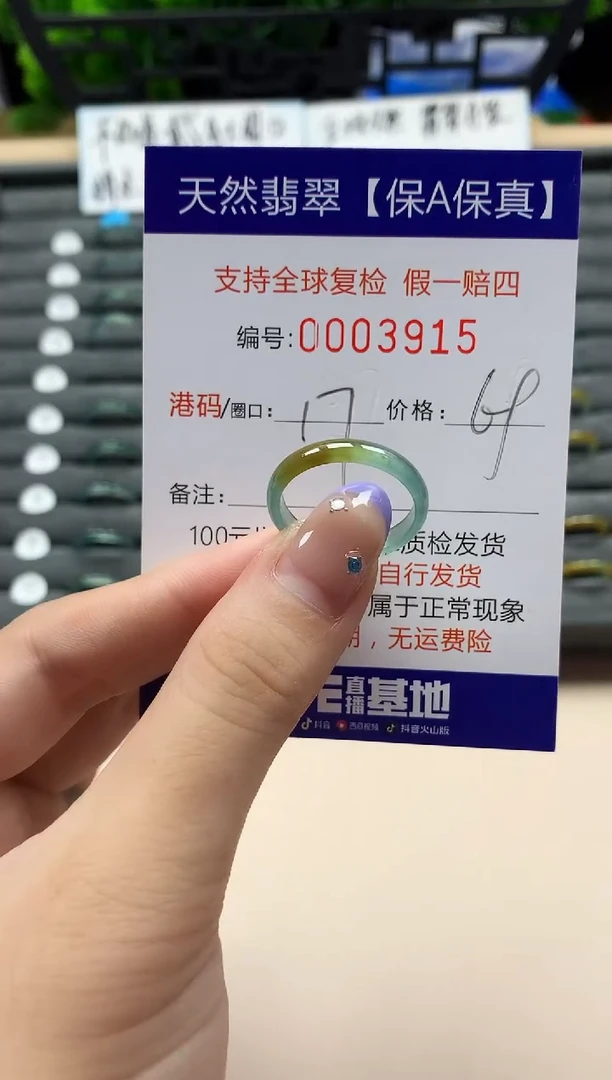 天然翡翠【保A保真】
支持全球复检 假一赔四
编号:0003915
港码/圈口: 17 价格:
备注:
100元 质检发货
自行发货
属于正常现象
，无运费险
直播基地
抖音 西瓜视频 抖音火山版